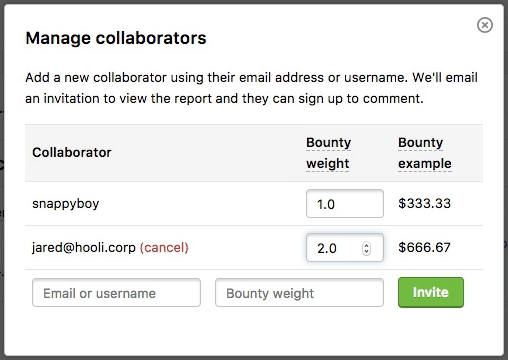 Manage collaborators
Add a new collaborator using their email address or username. We'll email
an invitation to view the report and they can sign up to comment.
Collaborator Bounty weight Bounty example
snappyboy 1.0 $333.33
jared@hooli.corp (cancel) 2.0 $666.67
Email or username Bounty weight Invite